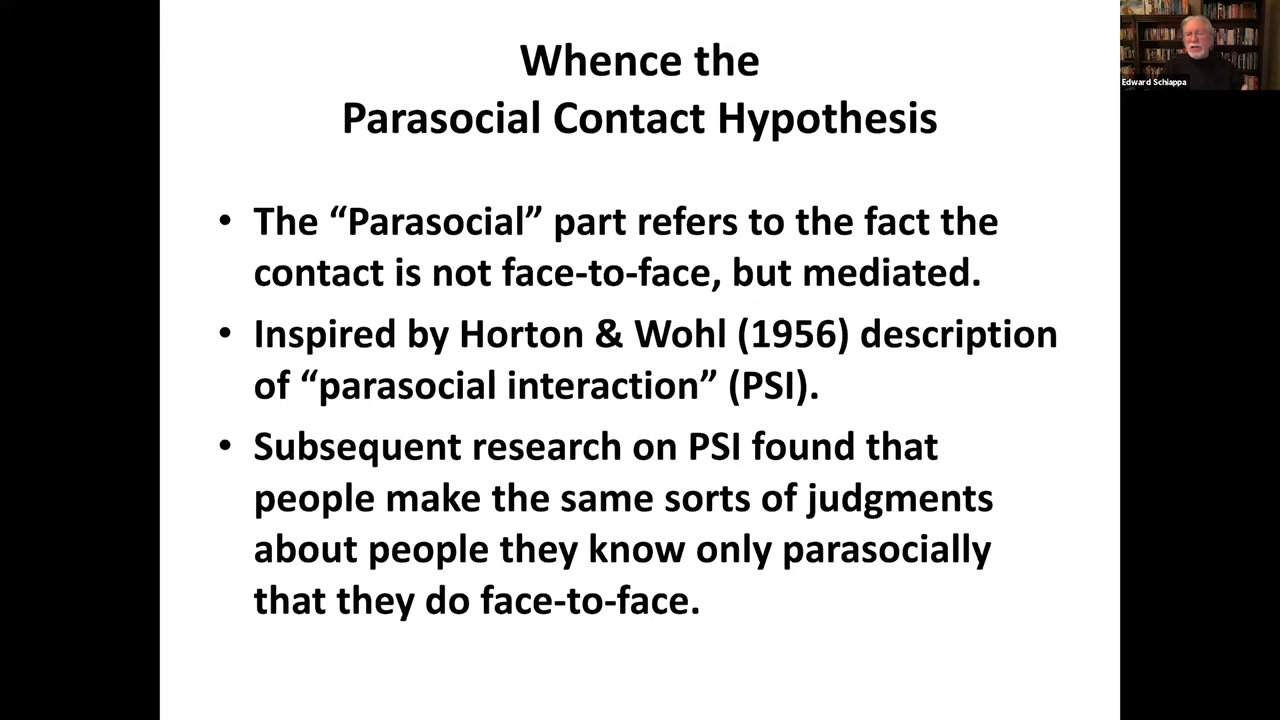 Whence the
Parasocial Contact Hypothesis
• The “Parasocial” part refers to the fact the
contact is not face-to-face, but mediated.
• Inspired by Horton & Wohl (1956) description
of “parasocial interaction” (PSI).
• Subsequent research on PSI found that
people make the same sorts of judgments
about people they know only parasocially
that they do face-to-face.
Edward Schiappa